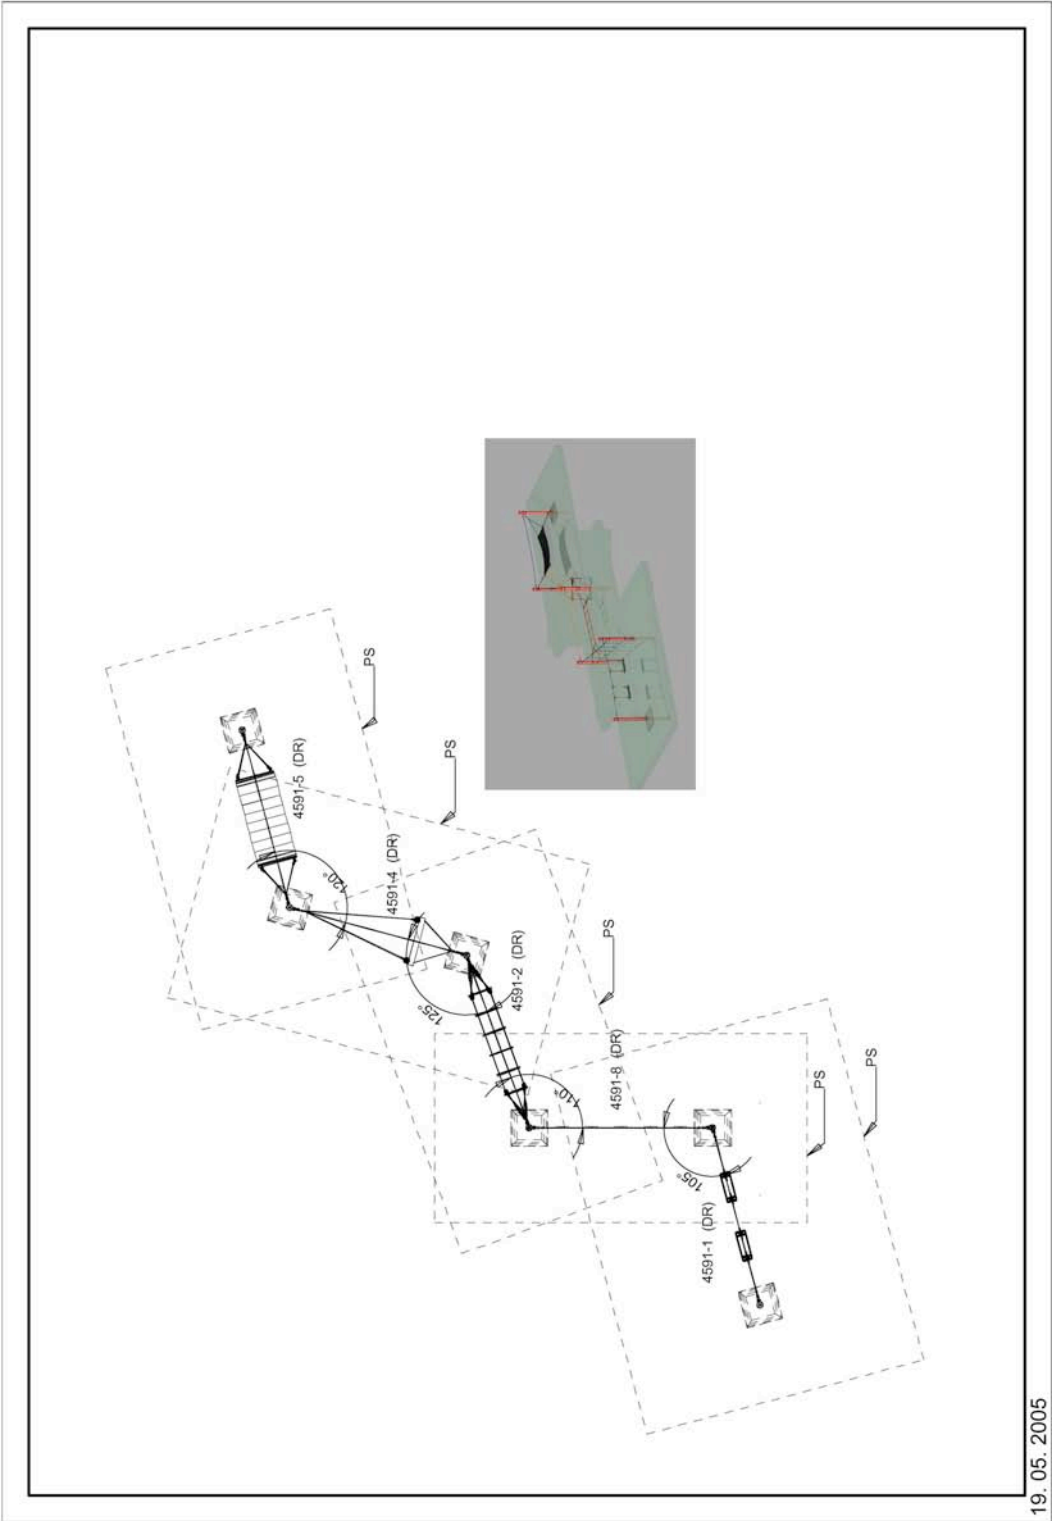 PS
4591-5 (DR)
PS
120°
4591-4 (DR)
PS
125°
4591-2 (DR)
110°
4591-8 (DR)
PS
PS
105°
4591-1 (DR)
19. 05. 2005